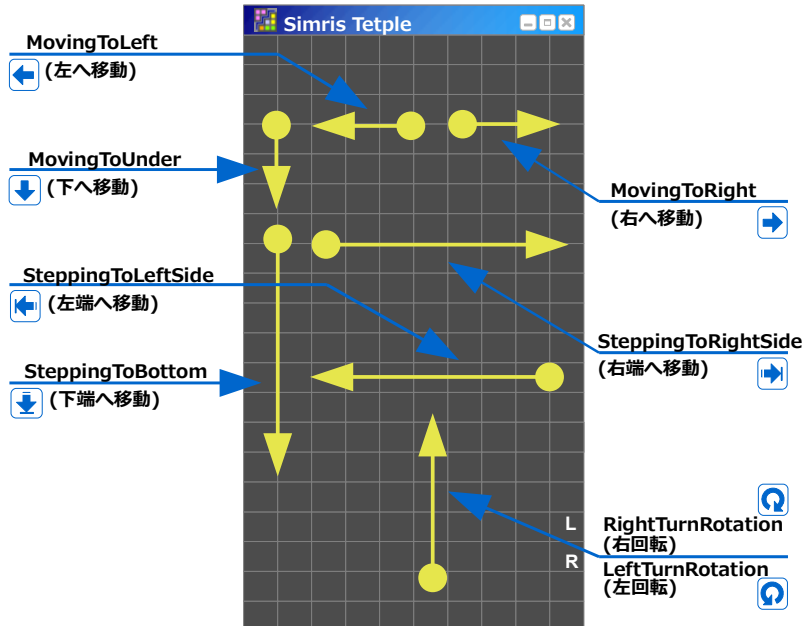 Simris Tetple
MovingToLeft
(左へ移動)
MovingToUnder
(下へ移動)
MovingToRight
(右へ移動)
SteppingToLeftSide
(左端へ移動)
SteppingToRightSide
(右端へ移動)
SteppingToBottom
(下端へ移動)
L
RightTurnRotation
(右回転)
R
LeftTurnRotation
(左回転)